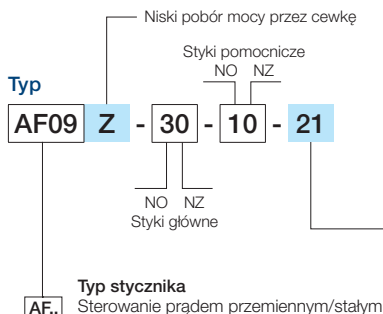 Niski pobór mocy przez cewkę
Styki pomocnicze
NO NZ
Typ
AF09 Z - 30 - 10 - 21
NO NZ
Styki główne
Typ stycznika
AF.. Sterowanie prądem przemiennym/stałym